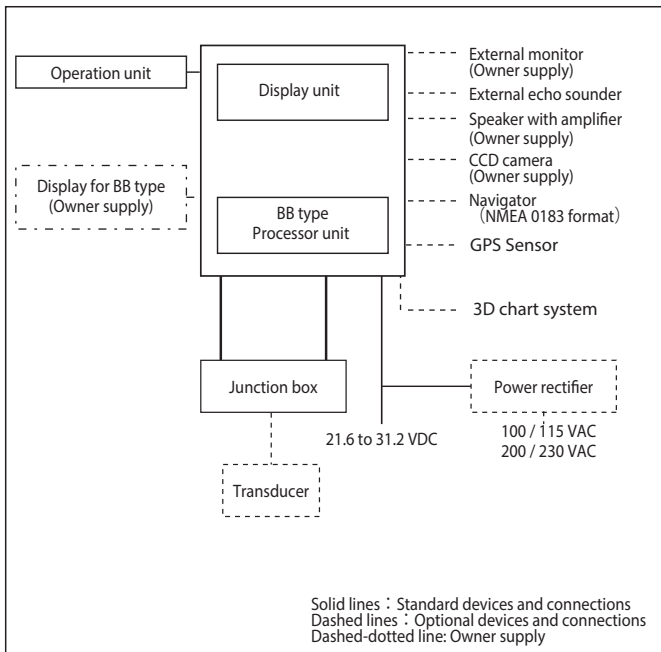 Operation unit
Display unit
External monitor
(Owner supply)
External echo sounder
Speaker with amplifier
(Owner supply)
CCD camera
(Owner supply)
Display for BB type
(Owner supply)
BB type
Processor unit
Navigator
（NMEA 0183 format）
GPS Sensor
3D chart system
Junction box
Power rectifier
21.6 to 31.2 VDC
100 / 115 VAC
200 / 230 VAC
Transducer
Solid lines：Standard devices and connections
Dashed lines：Optional devices and connections
Dashed-dotted line: Owner supply